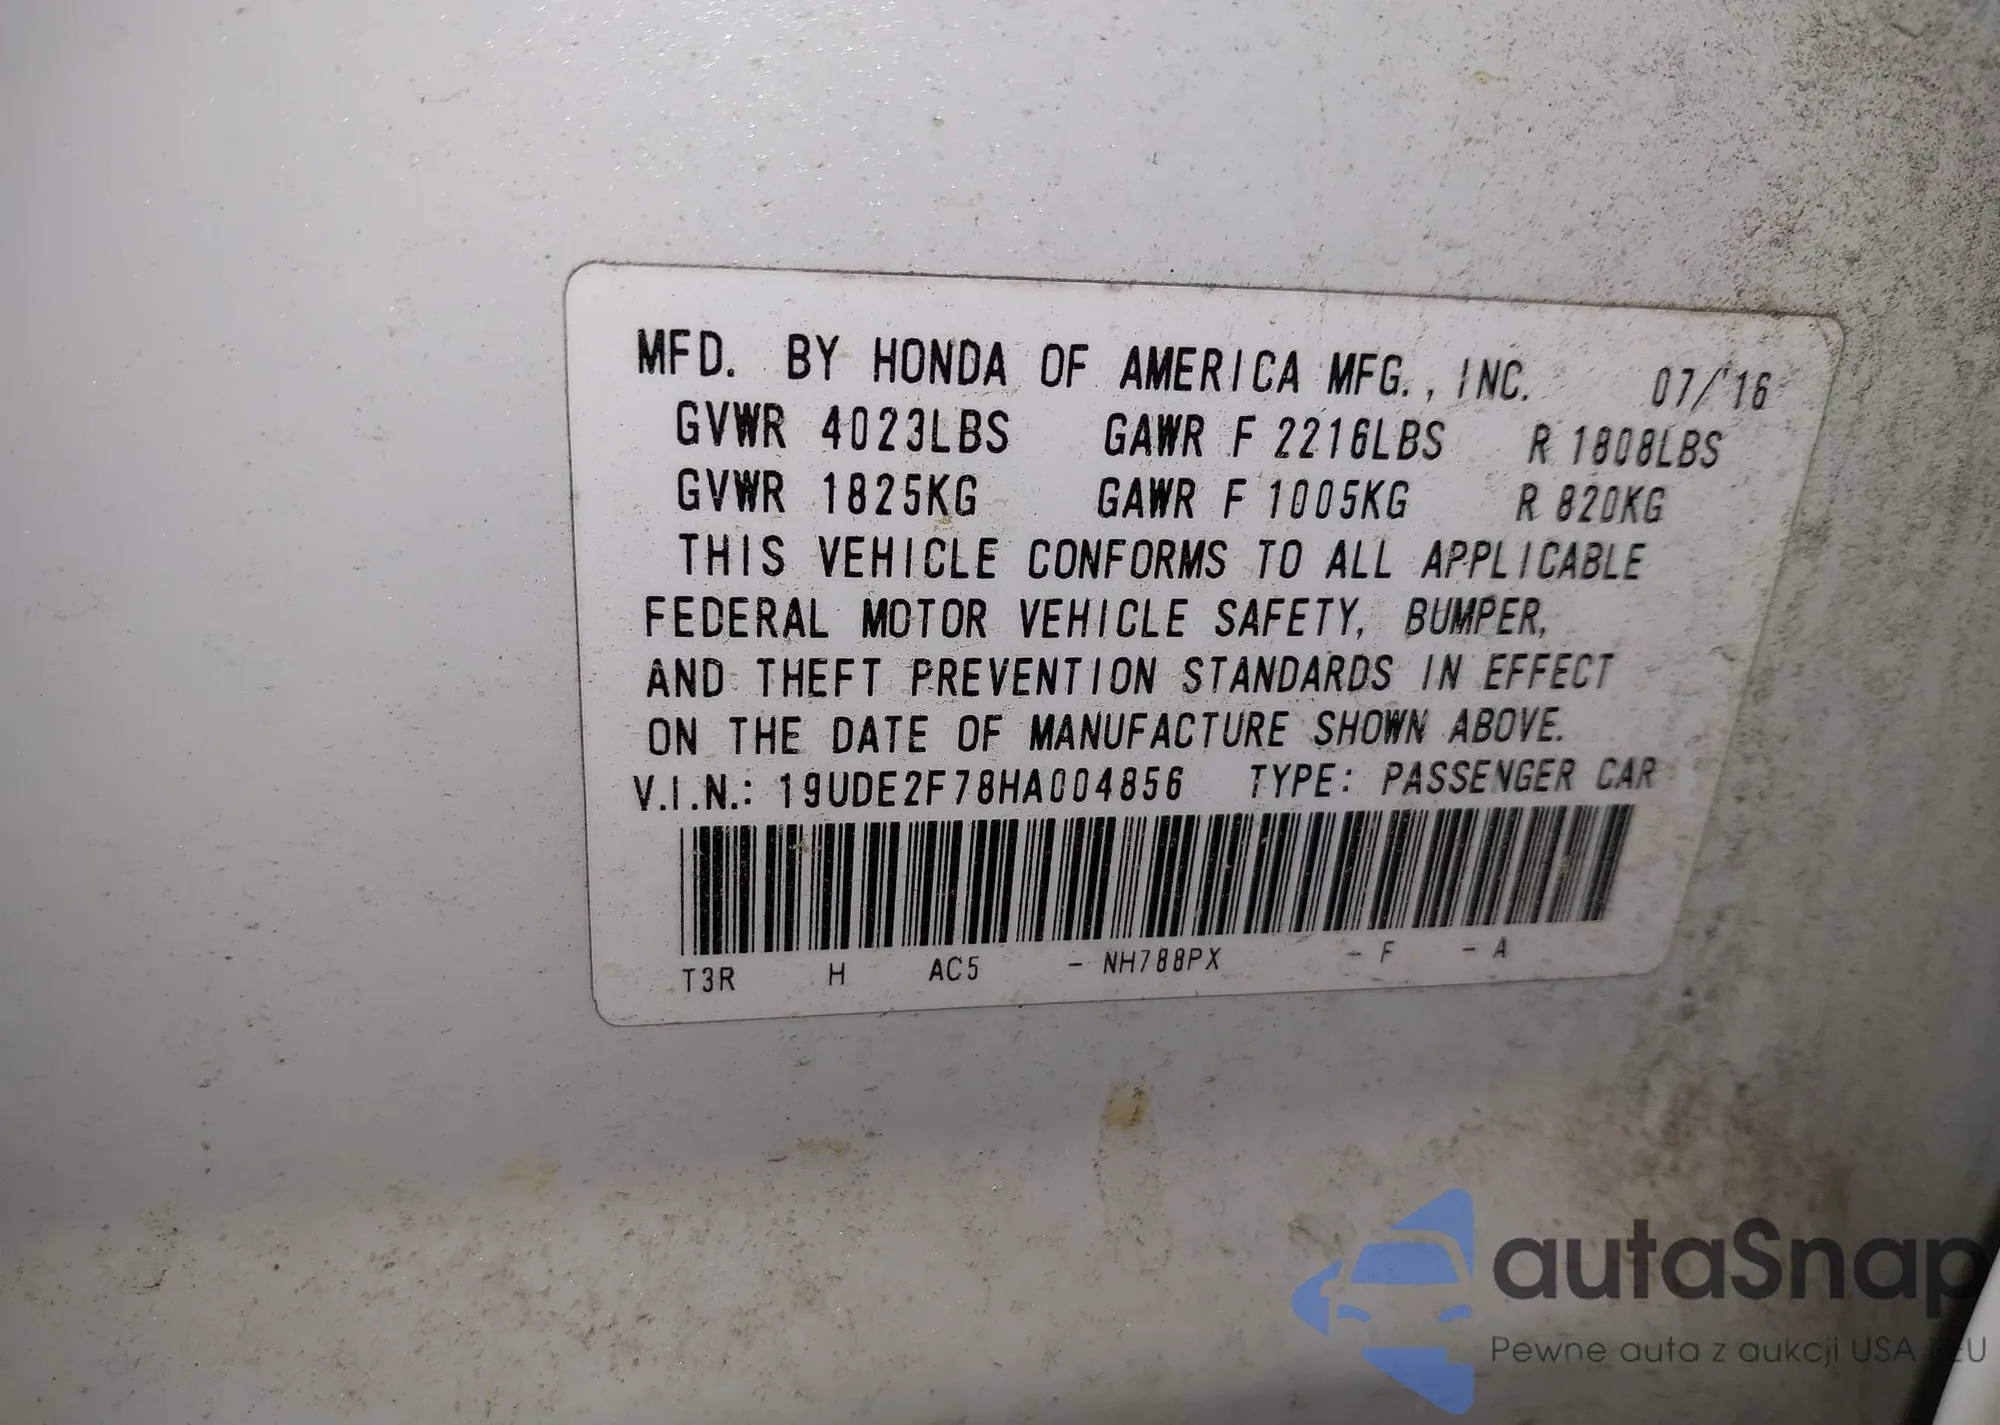 MFD. BY HONDA OF AMERICA MFG., INC. 07/'16
GVWR 4023LBS GAWR F 2216LBS R 1808LBS
GVWR 1825KG GAWR F 1005KG R 820KG
THIS VEHICLE CONFORMS TO ALL APPLICABLE
FEDERAL MOTOR VEHICLE SAFETY, BUMPER,
AND THEFT PREVENTION STANDARDS IN EFFECT
ON THE DATE OF MANUFACTURE SHOWN ABOVE.
V.I.N.: 19UDE2F78HA004856 TYPE: PASSENGER CAR
T3R H AC5 - NH788PX - F - A
autaSnap
Pewne auta z aukcji USA i EU